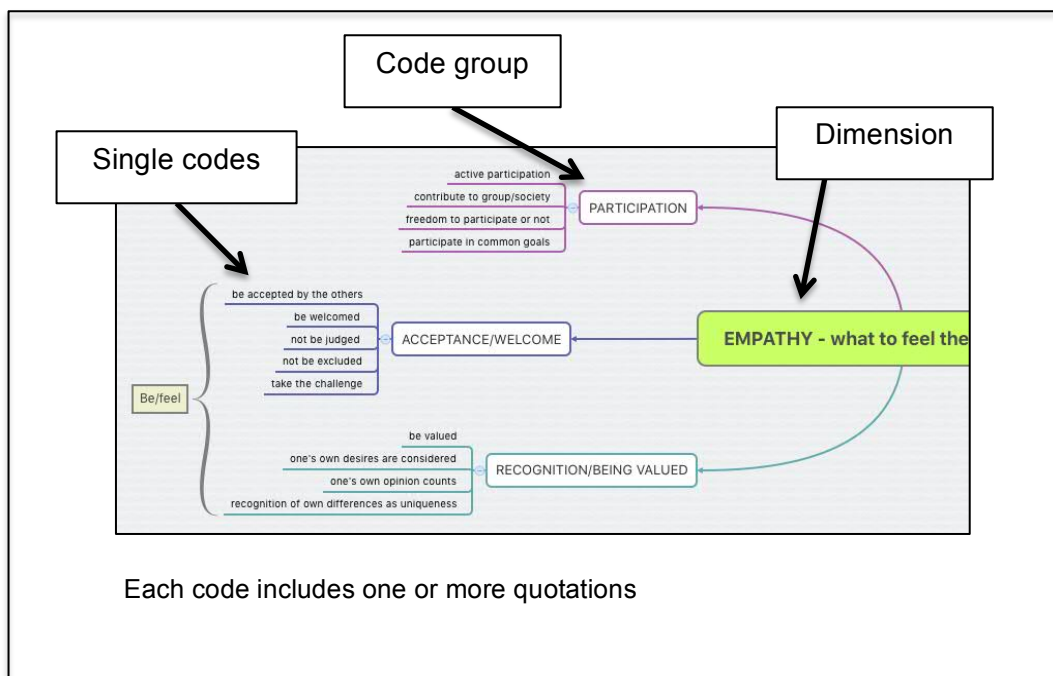 Code group
Single codes
Dimension
active participation
contribute to group/society
freedom to participate or not
participate in common goals
PARTICIPATION
be accepted by the others
be welcomed
not be judged
not be excluded
take the challenge
ACCEPTANCE/WELCOME
EMPATHY - what to feel the
Be/feel
be valued
one's own desires are considered
one's own opinion counts
recognition of own differences as uniqueness
RECOGNITION/BEING VALUED
Each code includes one or more quotations